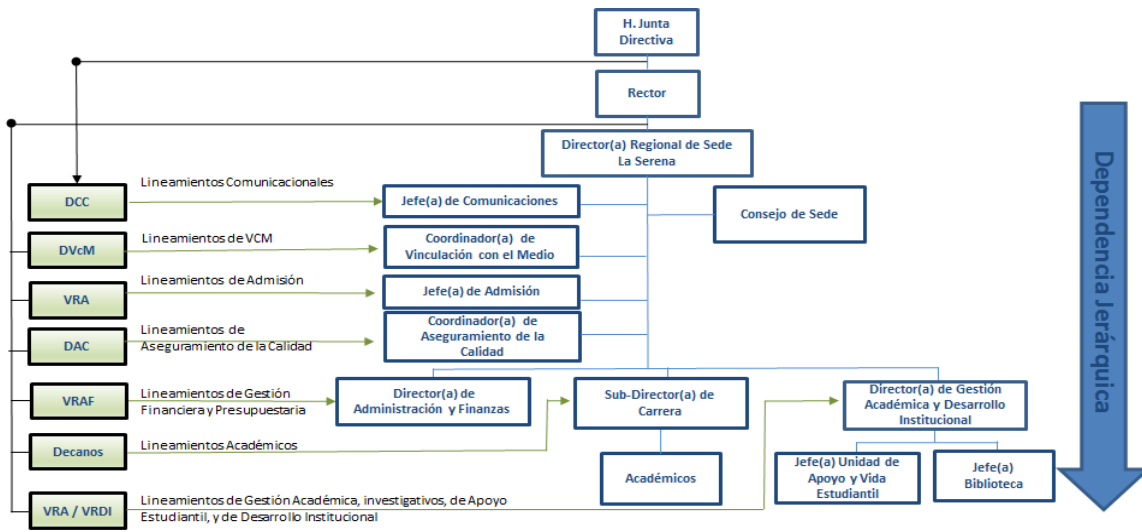 H. Junta
Directiva
Rector
Director(a) Regional de Sede
La Serena
DCC
Lineamientos Comunicacionales
Jefe(a) de Comunicaciones
Consejo de Sede
DVcM
Lineamientos de VCM
Coordinador(a) de
Vinculación con el Medio
VRA
Lineamientos de Admisión
Jefe(a) de Admisión
DAC
Lineamientos de
Aseguramiento de la Calidad
Coordinador(a) de
Aseguramiento de la
Calidad
VRAF
Lineamientos de Gestión
Financiera y Presupuestaria
Director(a) de
Administración y Finanzas
Sub-Director(a) de
Carrera
Director(a) de Gestión
Académica y Desarrollo
Institucional
Decanos
Lineamientos Académicos
Académicos
Jefe(a) Unidad de
Apoyo y Vida
Estudiantil
Jefe(a)
Biblioteca
VRA / VRDI
Lineamientos de Gestión Académica, investigativos, de Apoyo
Estudiantil, y de Desarrollo Institucional
Dependencia Jerárquica